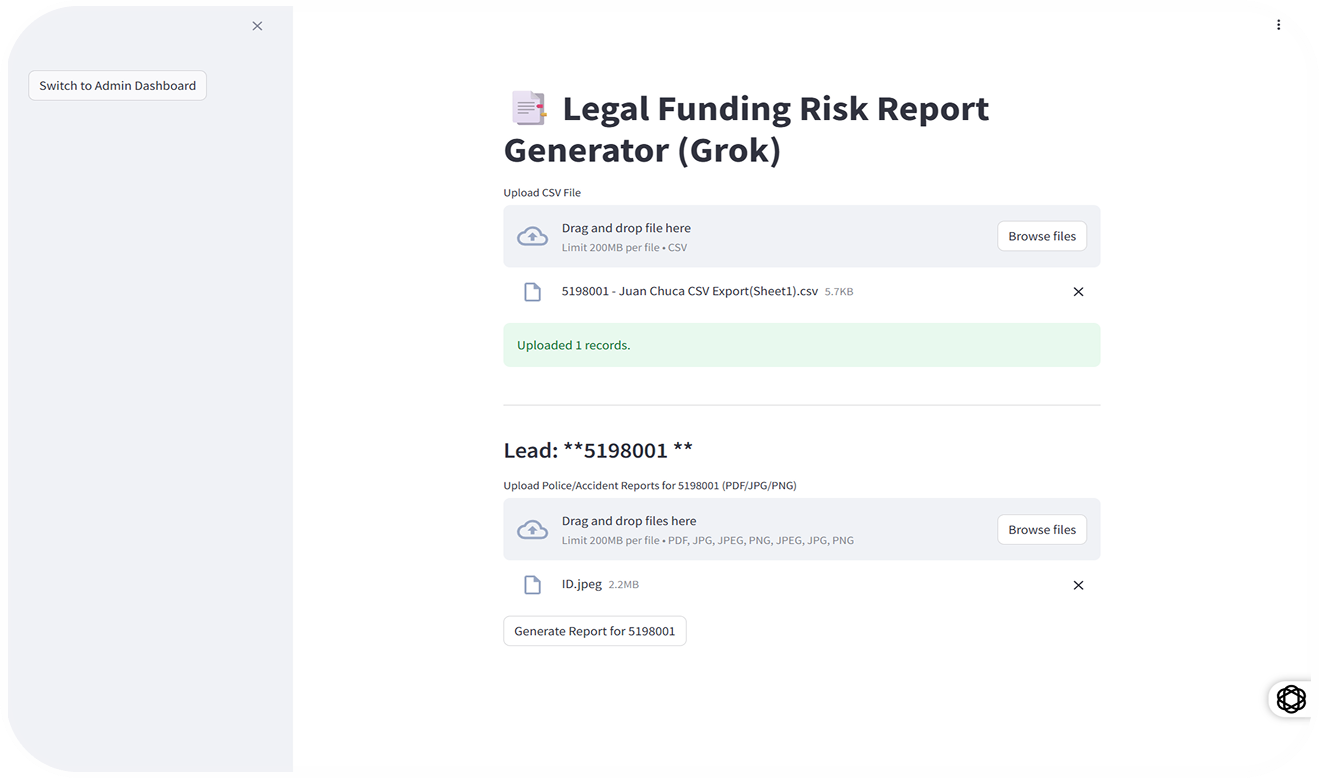 Switch to Admin Dashboard
Legal Funding Risk Report
Generator (Grok)
Upload CSV File
Drag and drop file here
Limit 200MB per file • CSV
Browse files
5198001 - Juan Chuca CSV Export(Sheet1).csv 5.7KB
Uploaded 1 records.
Lead: **5198001 **
Upload Police/Accident Reports for 5198001 (PDF/JPG/PNG)
Drag and drop files here
Limit 200MB per file • PDF, JPG, JPEG, PNG, JPEG, JPG, PNG
Browse files
ID.jpeg 2.2MB
Generate Report for 5198001